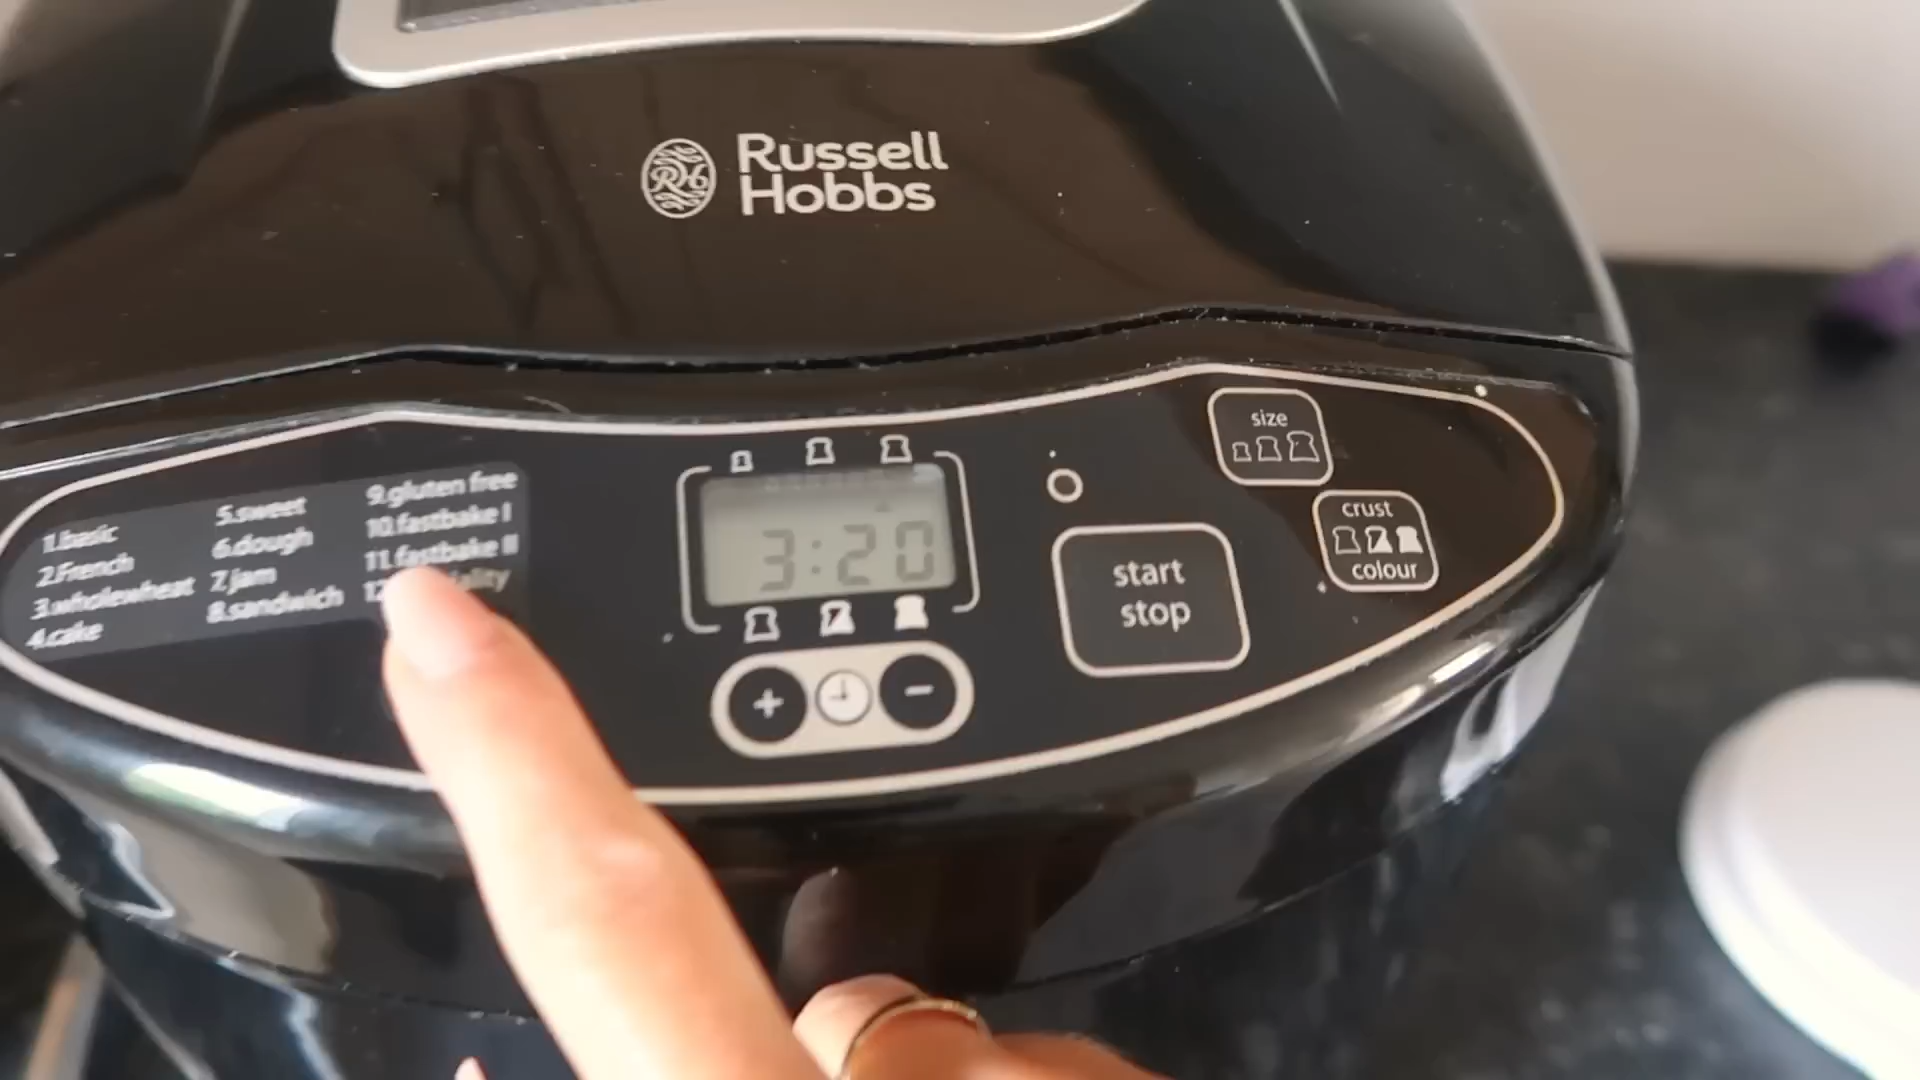 RH
Russell
Hobbs
1.basic
2.French
3.wholewheat
4.cake
5.sweet
6.dough
7.jam
8.sandwich
9.gluten free
10.fastbake I
11.fastbake II
3:20
+
-
start
stop
size
crust
colour